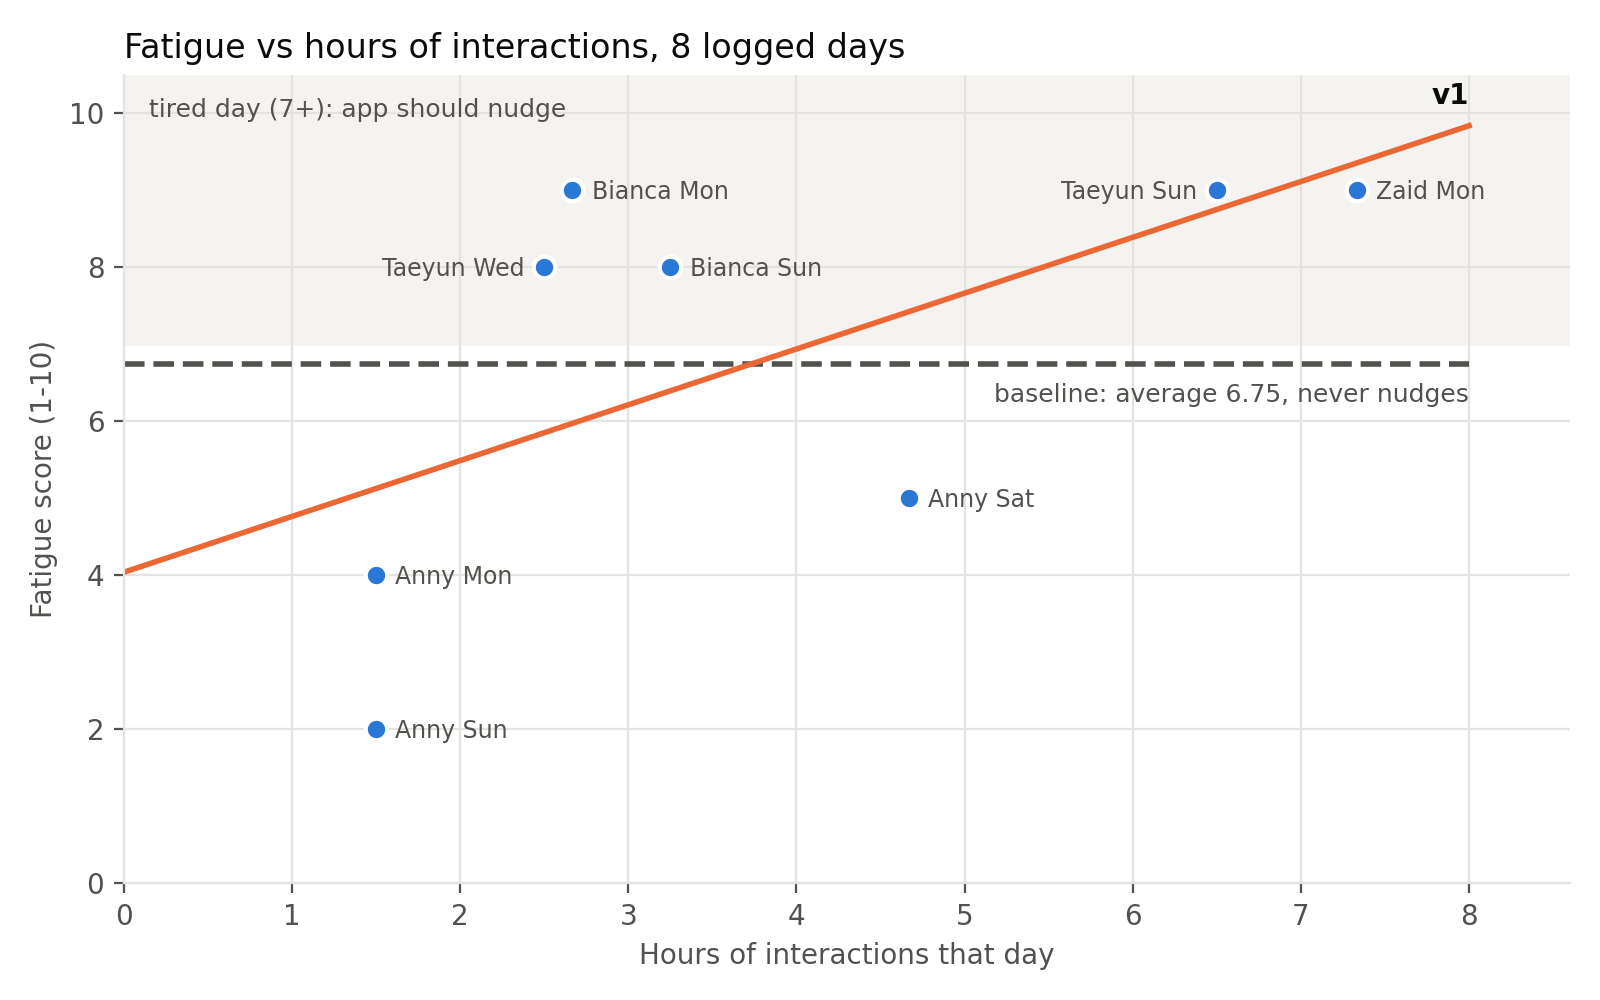 Fatigue vs hours of interactions, 8 logged days
v1
tired day (7+): app should nudge
10
Bianca Mon
Taeyun Sun
Zaid Mon
8
Taeyun Wed
Bianca Sun
baseline: average 6.75, never nudges
6
Anny Sat
4
Anny Mon
2
Anny Sun
0
Fatigue score (1-10)
0 1 2 3 4 5 6 7 8
Hours of interactions that day